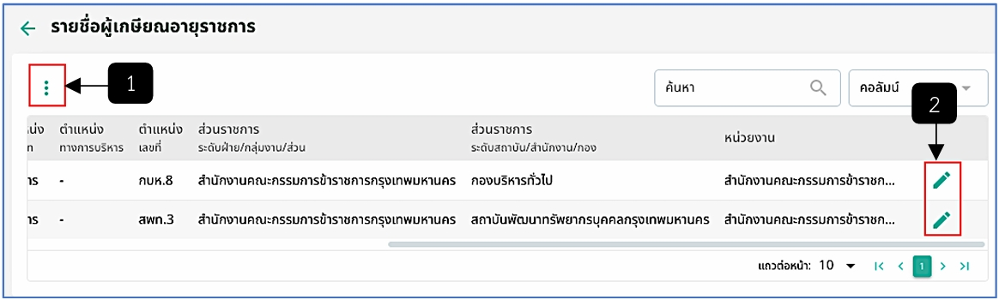 รายชื่อผู้เกษียณอายุราชการ
1
ค้นหา
คอลัมน์
2
ตำแหน่ง ส่วนราชการ
ตำแหน่ง ส่วนราชการ
หน่วยงาน
ทางการบริหาร เลขที่ ระดับฝ่าย/กลุ่มงาน/ส่วน ระดับสถาบัน/สำนักงาน/กอง
- กบห.8 สำนักงานคณะกรรมการข้าราชการกรุงเทพมหานคร กองบริหารทั่วไป สำนักงานคณะกรรมการข้าราชก...
- สพท.3 สำนักงานคณะกรรมการข้าราชการกรุงเทพมหานคร สถาบันพัฒนาทรัพยากรบุคคลกรุงเทพมหานคร สำนักงานคณะกรรมการข้าราชก...
แถวต่อหน้า: 10 1